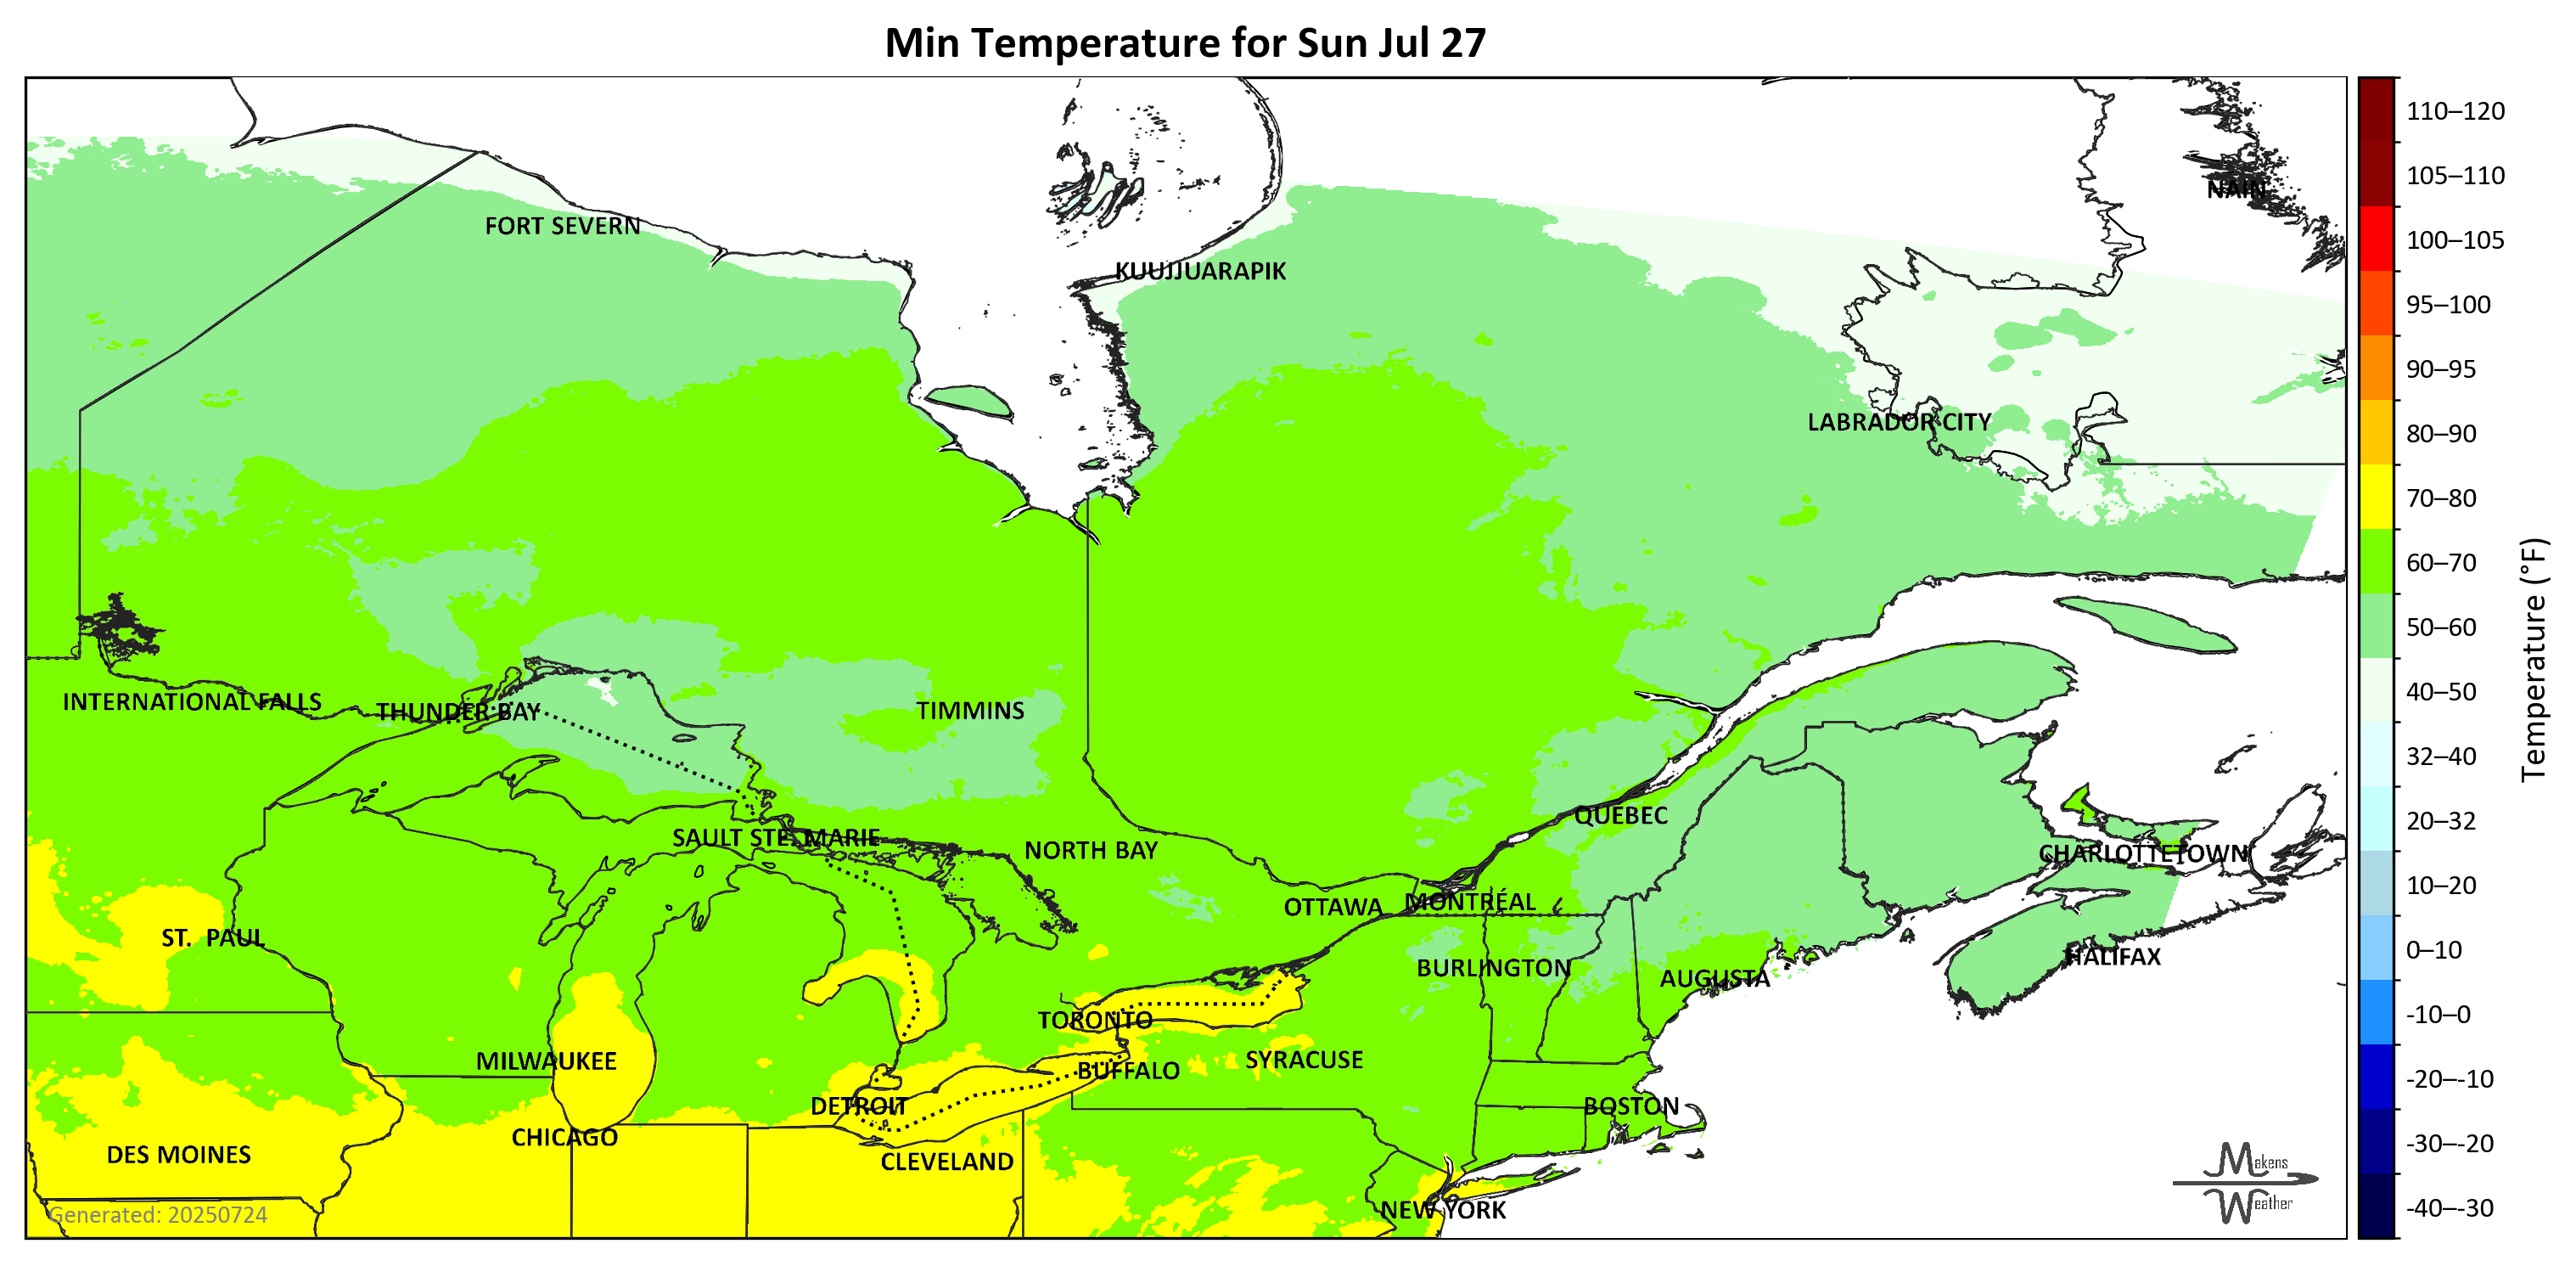 Min Temperature for Sun Jul 27
FORT SEVERN
NAIN
KUUJJUARAPIK
LABRADOR CITY
INTERNATIONAL FALLS
THUNDER BAY
TIMMINS
QUÉBEC
SAULT STE. MARIE
NORTH BAY
CHARLOTTETOWN
OTTAWA
MONTRÉAL
ST. PAUL
BURLINGTON
HALIFAX
AUGUSTA
TORONTO
MILWAUKEE
SYRACUSE
BUFFALO
DETROIT
BOSTON
CHICAGO
DES MOINES
CLEVELAND
NEW YORK
Generated: 20250724
Makens
Weather
110–120
105–110
100–105
95–100
90–95
80–90
70–80
60–70
50–60
40–50
32–40
20–32
10–20
0–10
-10–0
-20–-10
-30–-20
-40–-30
Temperature (°F)